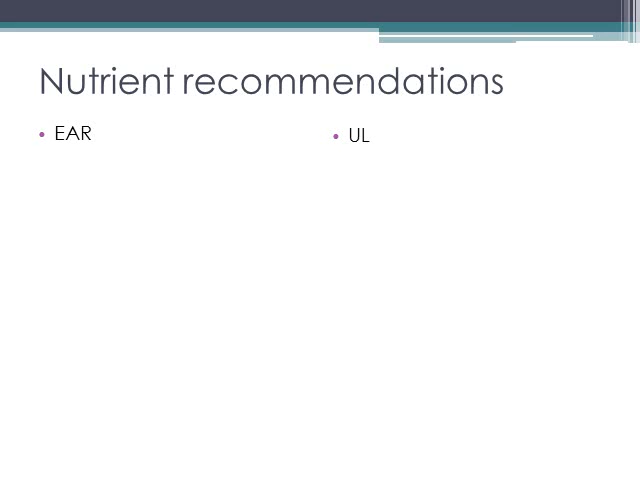 Nutrient recommendations
• EAR
• UL